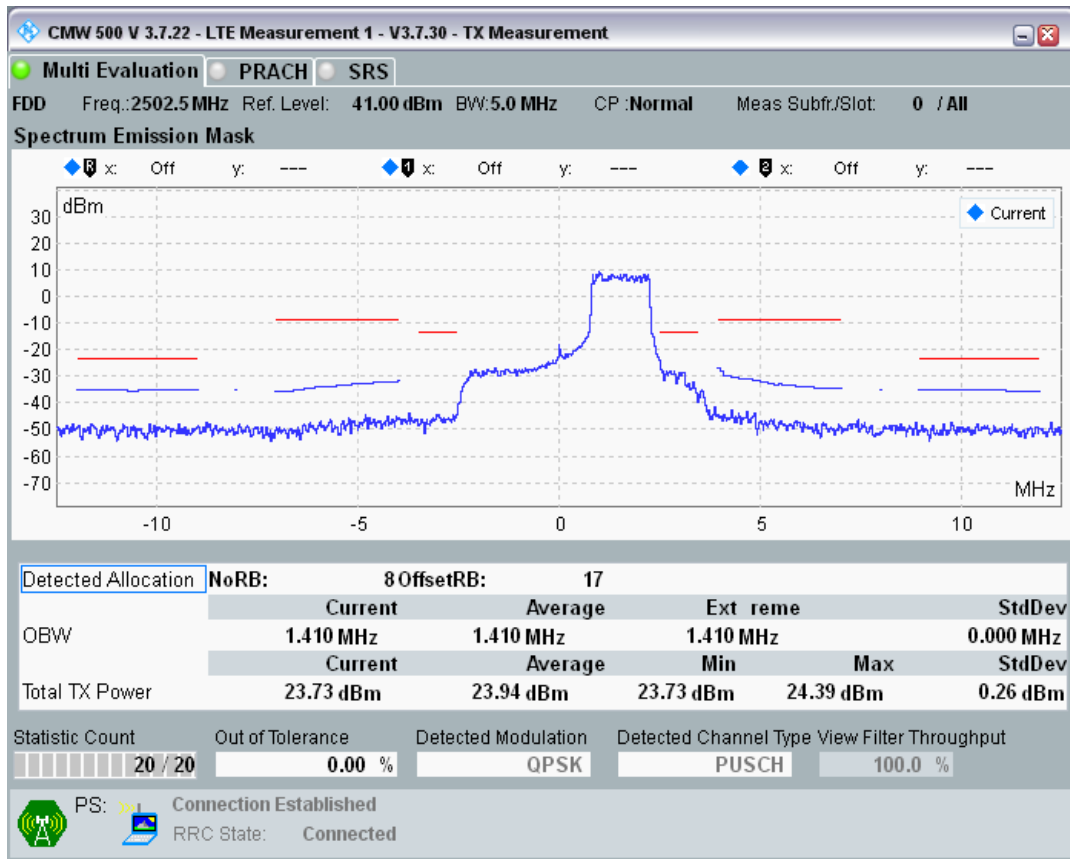 CMW 500 V 3.7.22 - LTE Measurement 1 - V3.7.30 - TX Measurement
Multi Evaluation PRACH SRS
FDD Freq.:2502.5 MHz Ref. Level: 41.00 dBm BW:5.0 MHz CP :Normal Meas Subfr./Slot: 0 / All
Spectrum Emission Mask
R x: Off y: --- 1 x: Off y: --- 2 x: Off y: ---
dBm
Current
30
20
10
0
-10
-20
-30
-40
-50
-60
-70
MHz
-10 -5 0 5 10
Detected Allocation NoRB: 8 OffsetRB: 17
Current Average Ext reme StdDev
OBW 1.410 MHz 1.410 MHz 1.410 MHz 0.000 MHz
Current Average Min Max StdDev
Total TX Power 23.73 dBm 23.94 dBm 23.73 dBm 24.39 dBm 0.26 dBm
Statistic Count Out of Tolerance Detected Modulation Detected Channel Type View Filter Throughput
20 / 20 0.00 % QPSK PUSCH 100.0 %
PS: Connection Established
RRC State: Connected